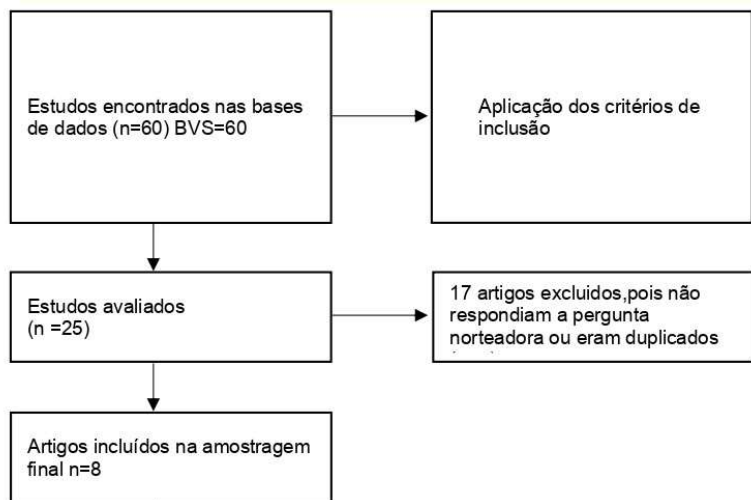 Estudos encontrados nas bases
de dados (n=60) BVS=60
Aplicação dos critérios de
inclusão
Estudos avaliados
(n =25)
17 artigos excluidos,pois não
respondiam a pergunta
norteadora ou eram duplicados
Artigos incluídos na amostragem
final n=8